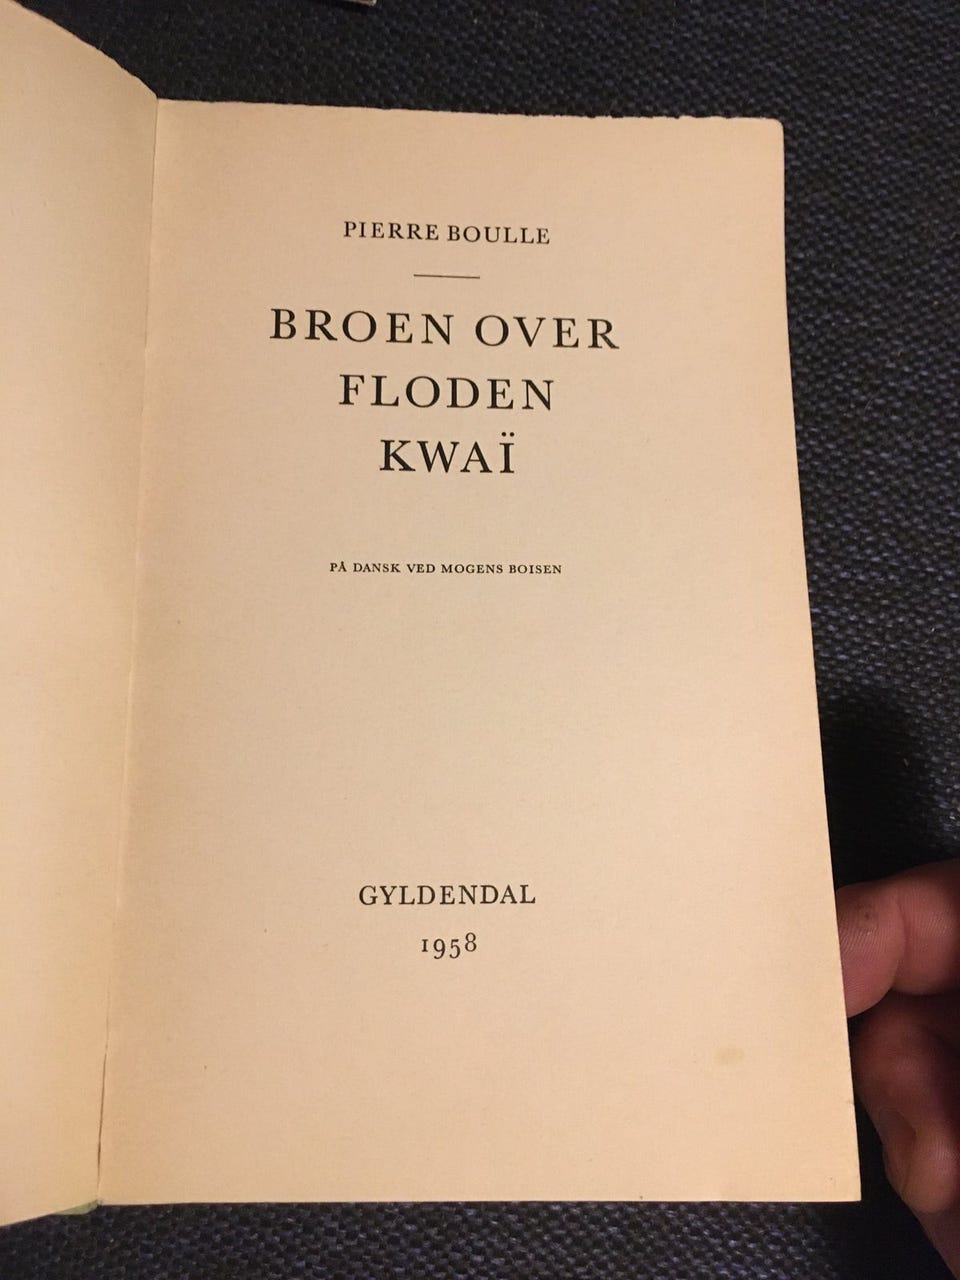 PIERRE BOULLE
BROEN OVER
FLODEN
KWAÏ
PÅ DANSK VED MOGENS BOISEN
GYLDENDAL
1958